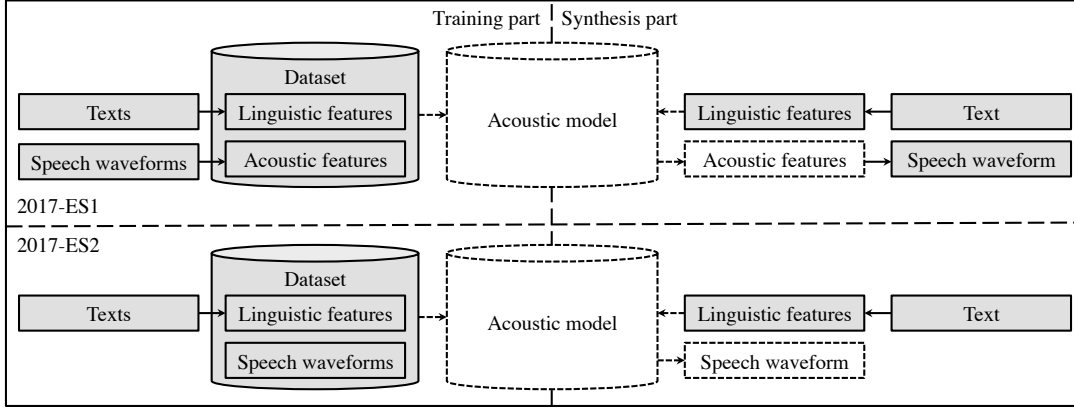 Training part Synthesis part
Dataset
Texts Linguistic features Acoustic model Linguistic features Text
Speech waveforms Acoustic features Acoustic features Speech waveform
2017-ES1
2017-ES2
Dataset
Texts Linguistic features Acoustic model Linguistic features Text
Speech waveforms Speech waveform